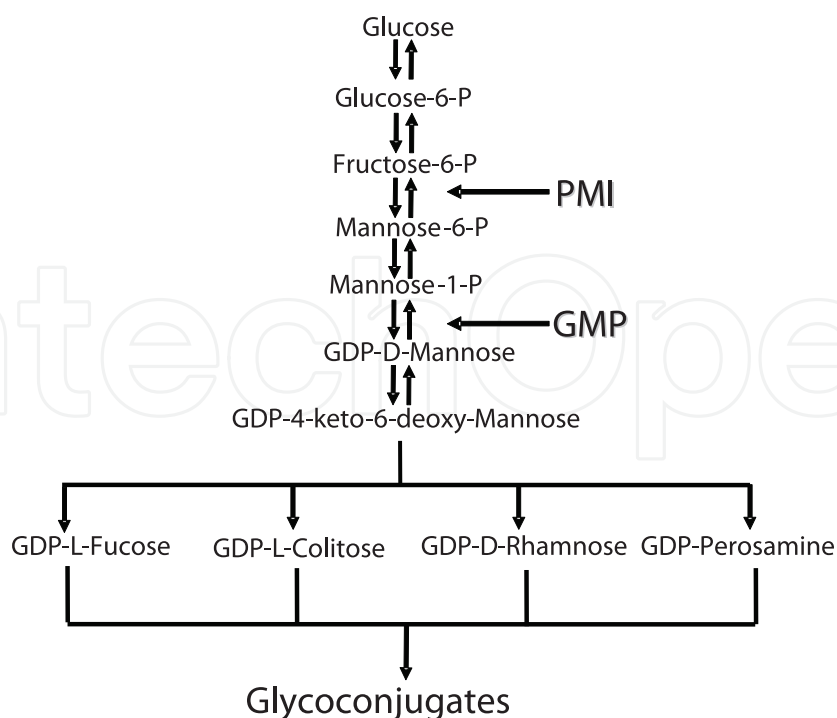 Glucose
Glucose-6-P
Fructose-6-P
PMI
Mannose-6-P
Mannose-1-P
GMP
GDP-D-Mannose
GDP-4-keto-6-deoxy-Mannose
GDP-L-Fucose GDP-L-Colitose GDP-D-Rhamnose GDP-Perosamine
Glycoconjugates
ntechOpe